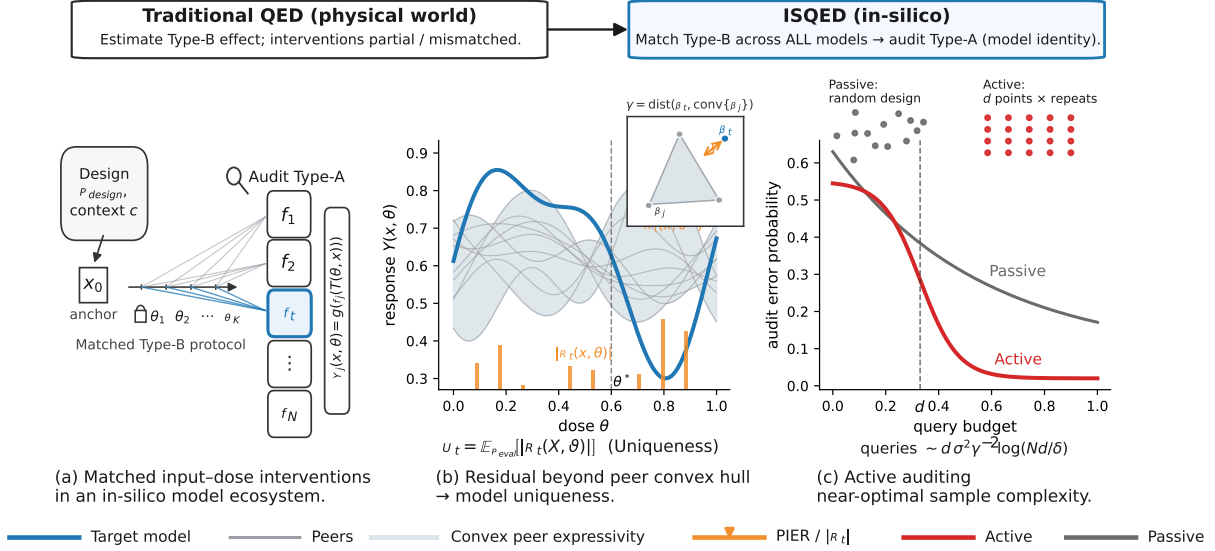 Traditional QED (physical world)
Estimate Type-B effect; interventions partial / mismatched.
ISQED (in-silico)
Match Type-B across ALL models → audit Type-A (model identity).
Design
P design,
context c
x₀
anchor
θ₁ θ₂ ⋯ θ K
Matched Type-B protocol
Audit Type-A
f₁
f₂
f t
⋮
f N
Y j(x, θ) = g(f j(T(θ, x)))
(a) Matched input–dose interventions
in an in-silico model ecosystem.
γ = dist(β t, conv{β j})
β t
β j
response Y(x, θ)
0.9
0.8
0.7
0.6
0.5
0.4
0.3
|R t(x, θ)|
θ*
0.0 0.2 0.4 0.6 0.8 1.0
dose θ
U t = 𝔼 P eval[|R t(X, ϑ)|] (Uniqueness)
(b) Residual beyond peer convex hull
→ model uniqueness.
Passive:
random design
Active:
d points × repeats
audit error probability
0.6
0.5
0.4
0.3
0.2
0.1
0.0
Passive
Active
0.0 0.2 d 0.4 0.6 0.8 1.0
query budget
queries ~ d σ² γ⁻² log(Nd/δ)
(c) Active auditing
near-optimal sample complexity.
Target model
Peers
Convex peer expressivity
PIER / |R t|
Active
Passive